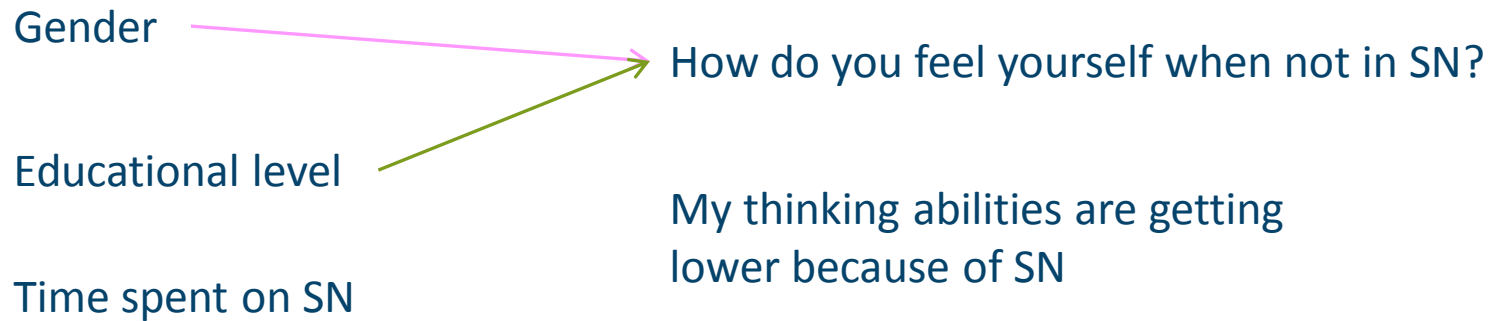 Gender
Educational level
Time spent on SN
How do you feel yourself when not in SN?
My thinking abilities are getting
lower because of SN